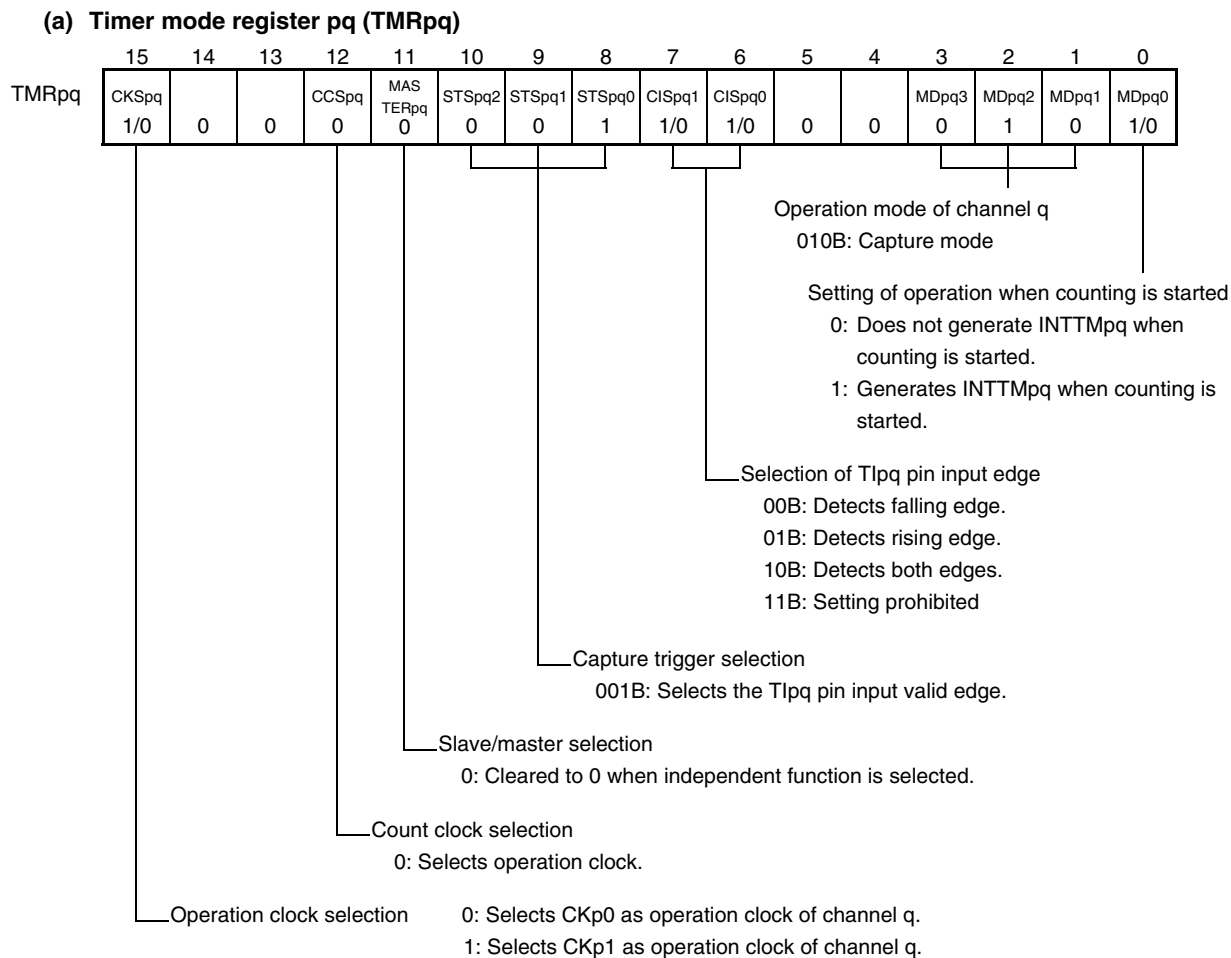 (a) Timer mode register pq (TMRpq)
15 14 13 12 11 10 9 8 7 6 5 4 3 2 1 0
TMRpq CKSpq CCSpq MAS TERpq STSpq2 STSpq1 STSpq0 CISpq1 CISpq0 MDpq3 MDpq2 MDpq1 MDpq0
1/0 0 0 0 0 0 0 1 1/0 1/0 0 0 0 1 0 1/0
Operation mode of channel q
010B: Capture mode
Setting of operation when counting is started
0: Does not generate INTTMpq when
counting is started.
1: Generates INTTMpq when counting is
started.
Selection of TIpq pin input edge
00B: Detects falling edge.
01B: Detects rising edge.
10B: Detects both edges.
11B: Setting prohibited
Capture trigger selection
001B: Selects the TIpq pin input valid edge.
Slave/master selection
0: Cleared to 0 when independent function is selected.
Count clock selection
0: Selects operation clock.
Operation clock selection 0: Selects CKp0 as operation clock of channel q.
1: Selects CKp1 as operation clock of channel q.